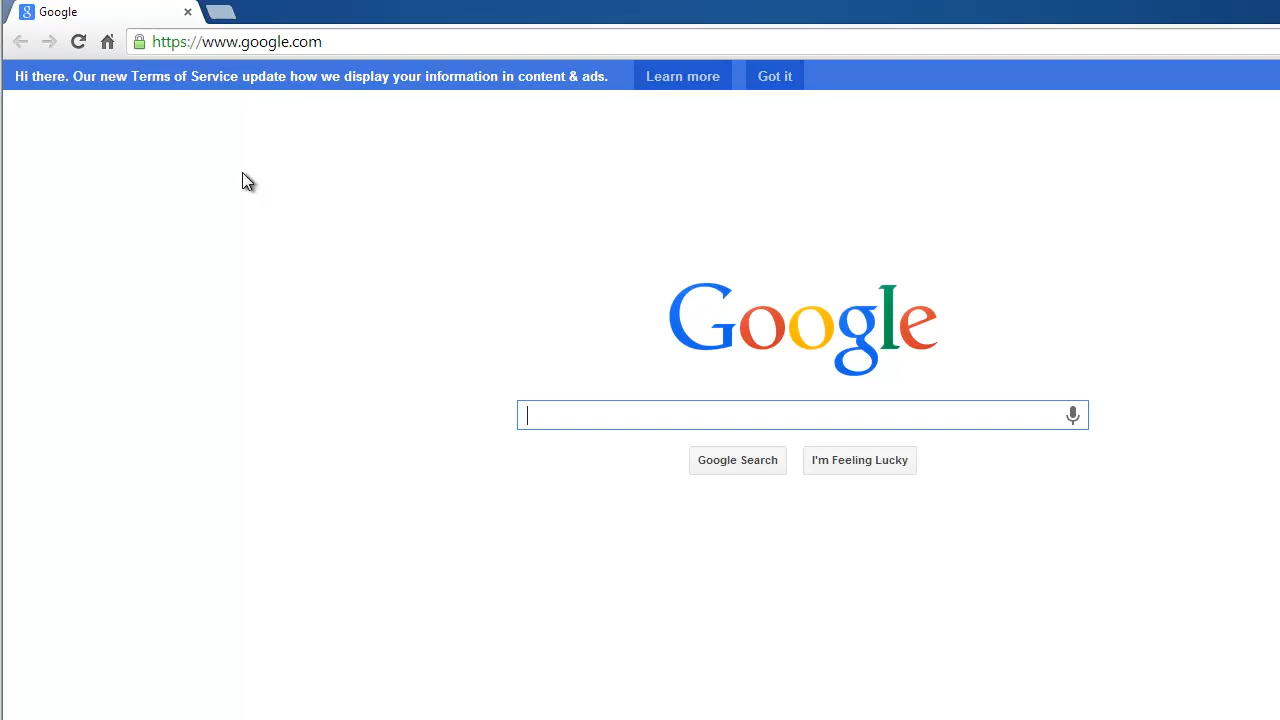 Google
https://www.google.com
Hi there. Our new Terms of Service update how we display your information in content & ads. Learn more Got it
Google
Google Search I'm Feeling Lucky